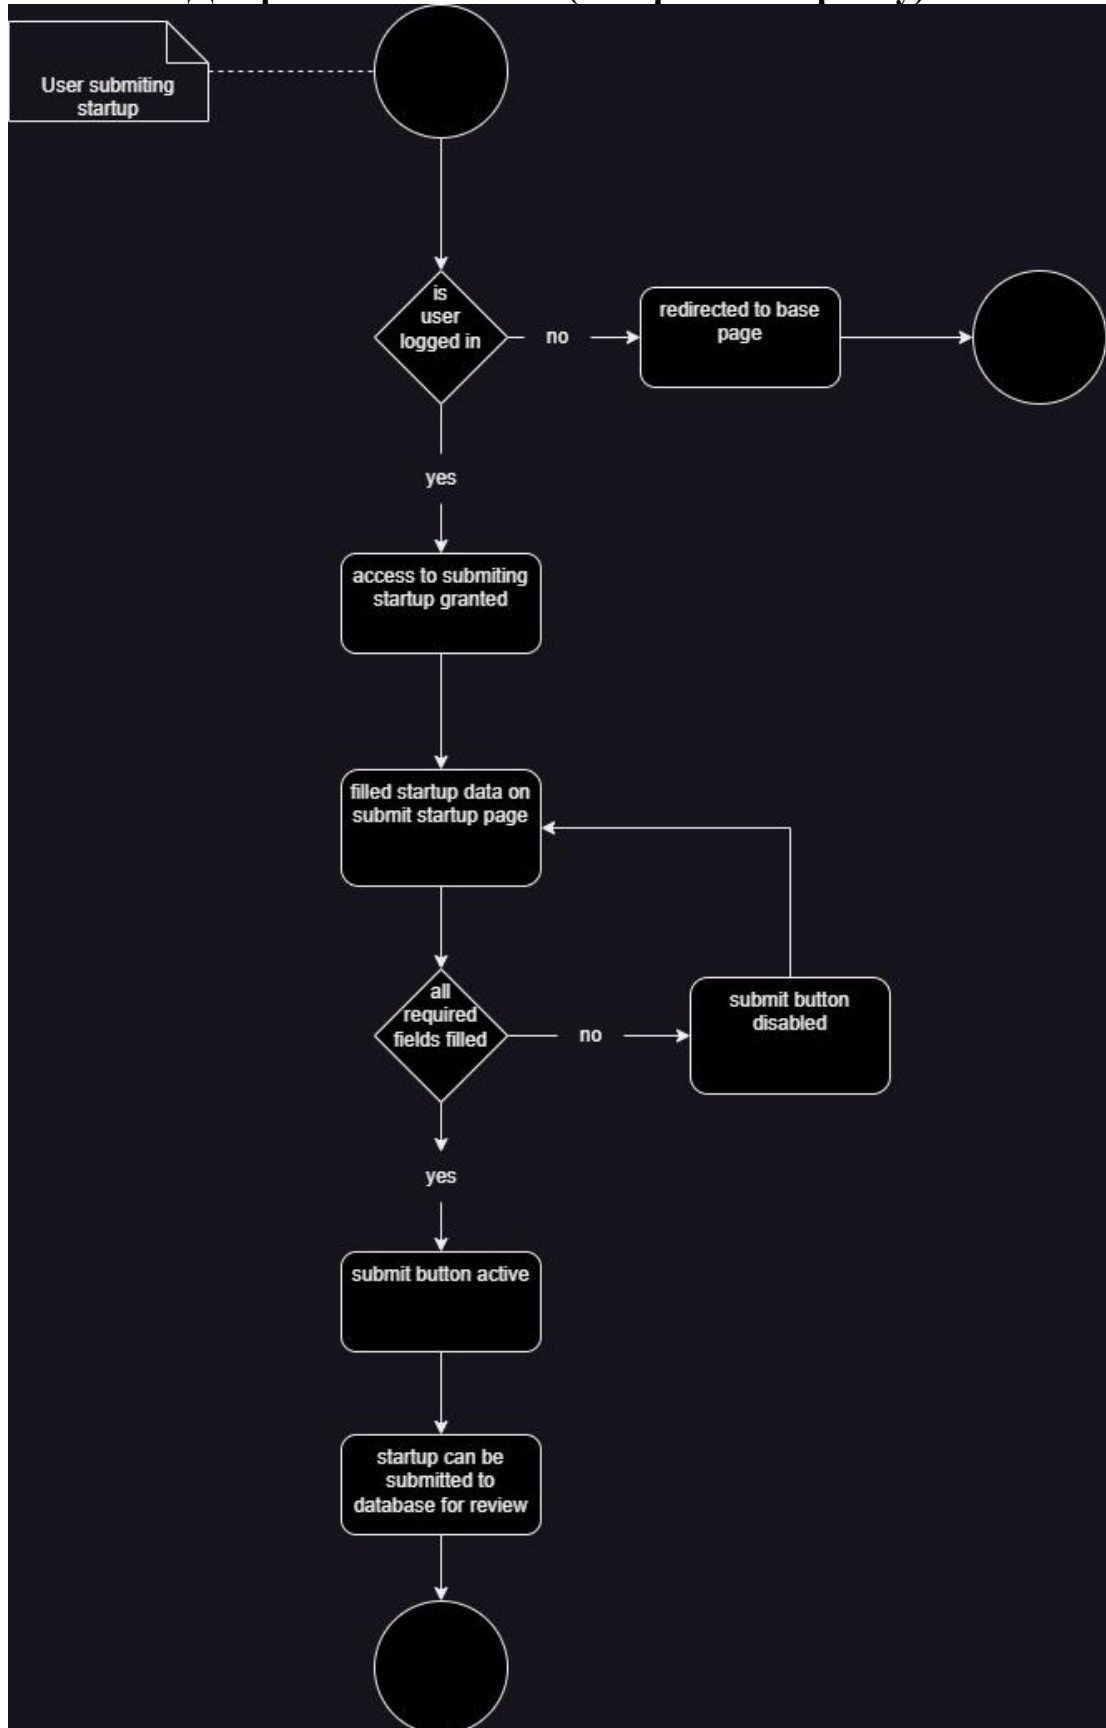 User submiting
startup
is
user
logged in
no
redirected to base
page
yes
access to submiting
startup granted
filled startup data on
submit startup page
all
required
fields filled
no
submit button
disabled
yes
submit button active
startup can be
submitted to
database for review